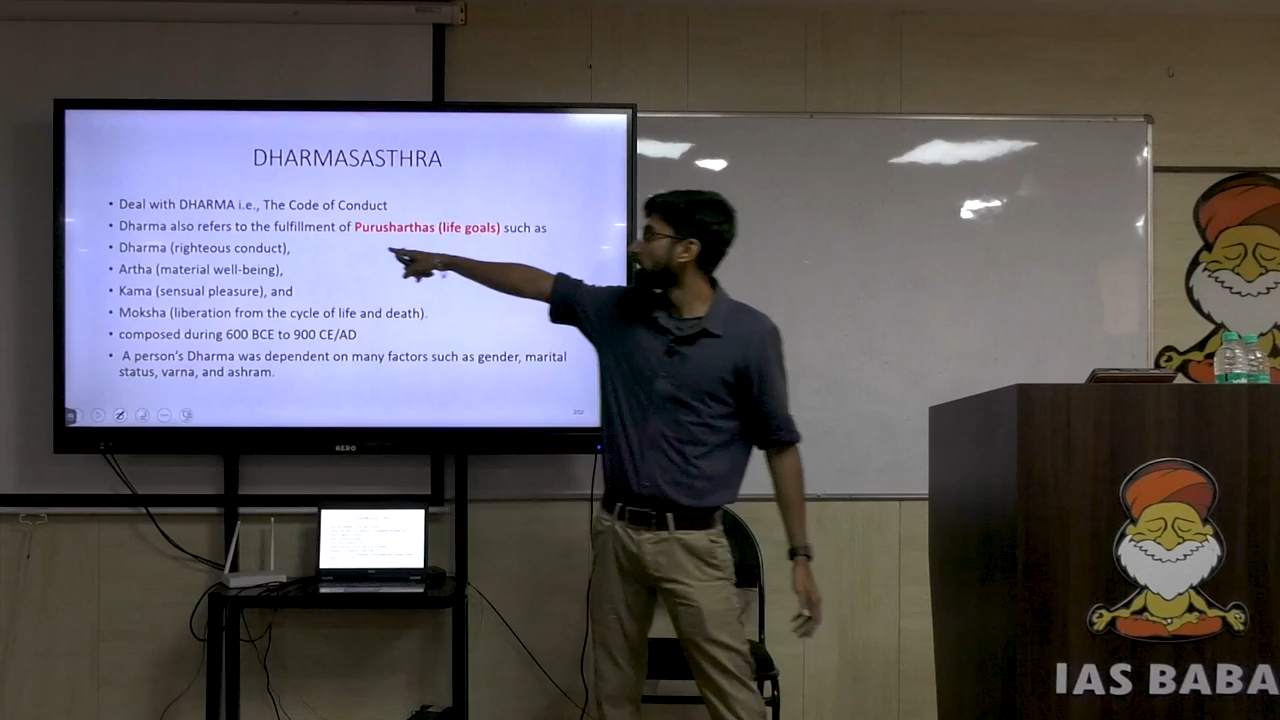 DHARMASASTHRA
• Deal with DHARMA i.e., The Code of Conduct
• Dharma also refers to the fulfillment of Purusharthas (life goals) such as
• Dharma (righteous conduct),
• Artha (material well-being),
• Kama (sensual pleasure), and
• Moksha (liberation from the cycle of life and death).
• composed during 600 BCE to 900 CE/AD
• A person's Dharma was dependent on many factors such as gender, marital
status, varna, and ashram.
202
AERO
IAS BABA